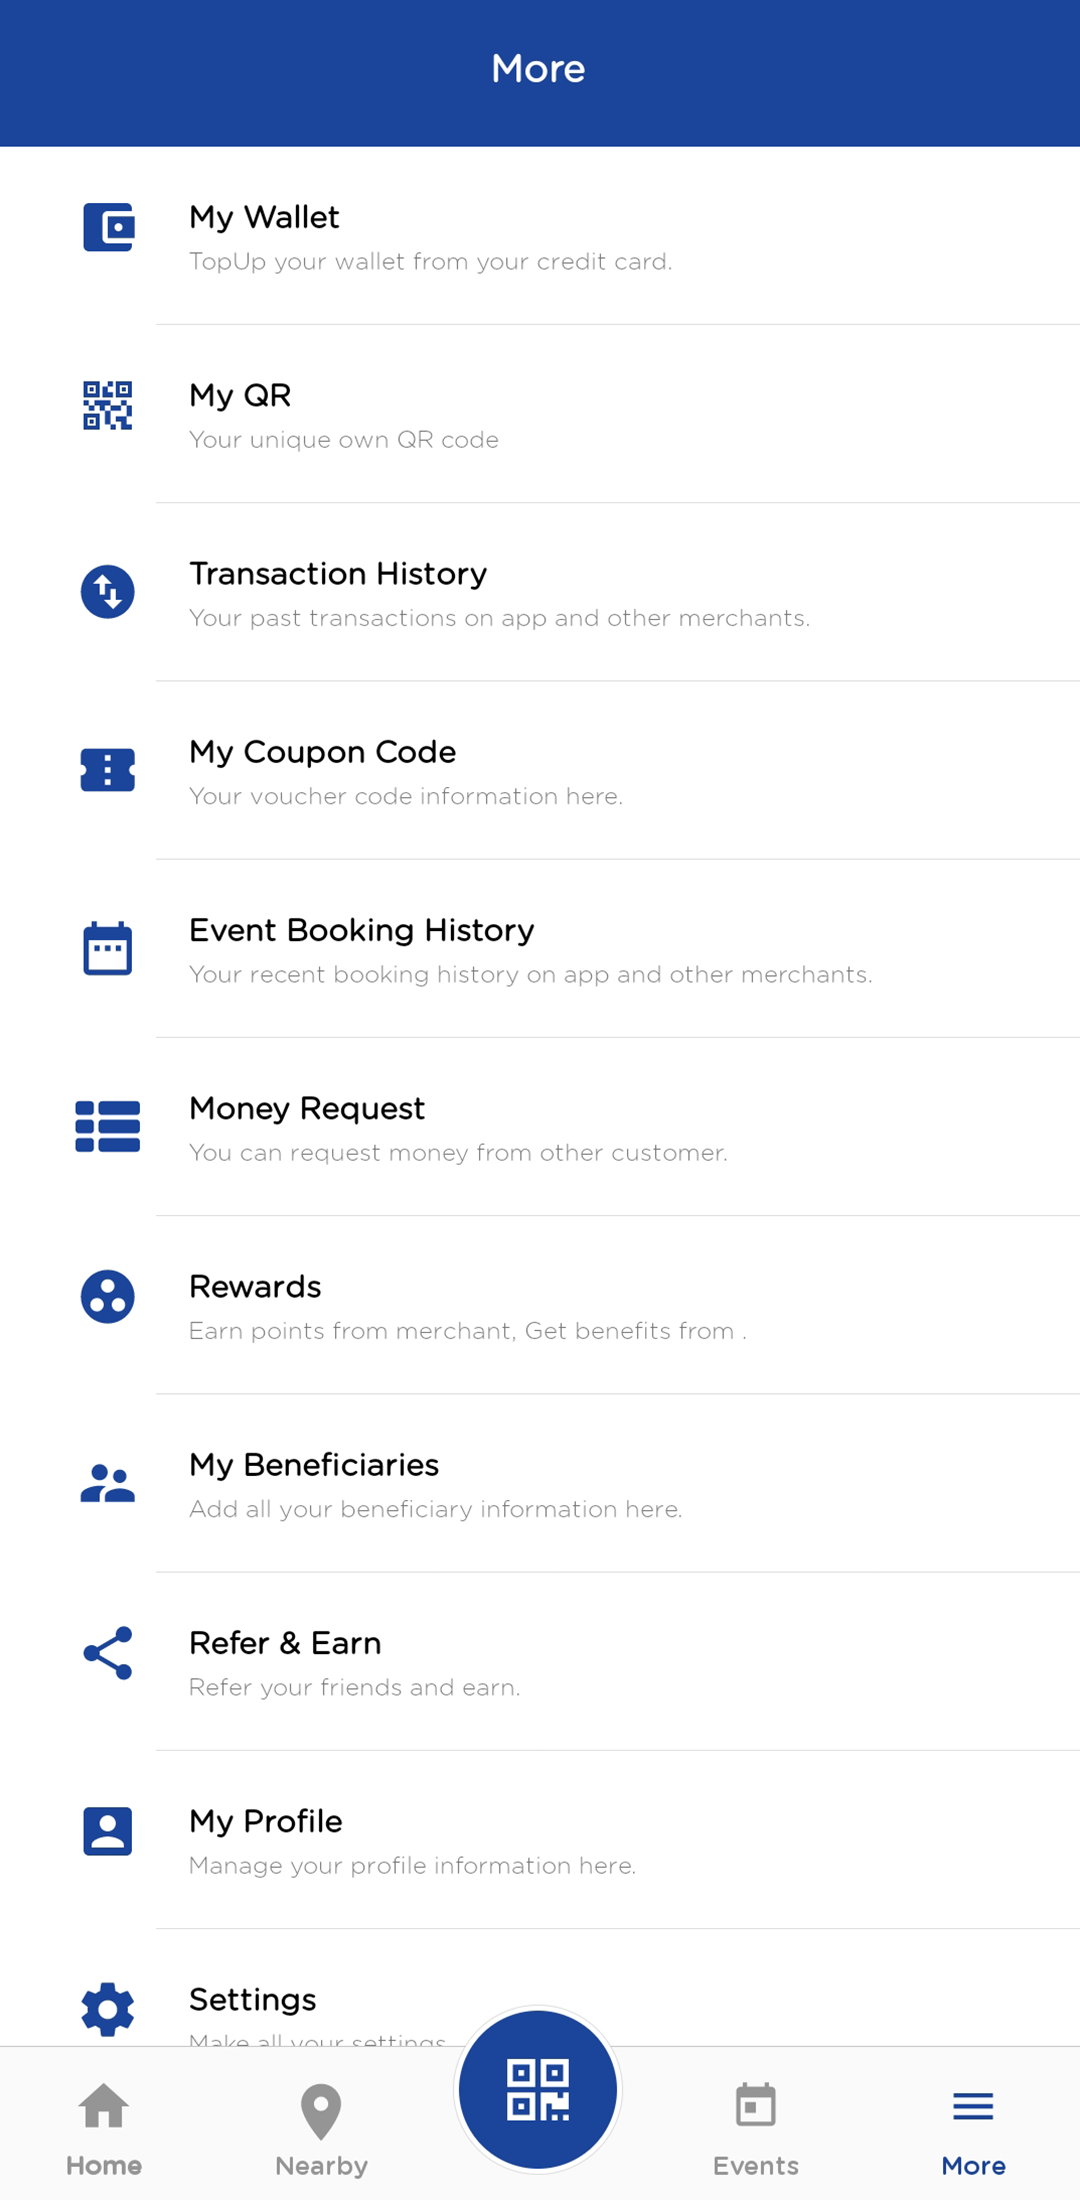 More
My Wallet
TopUp your wallet from your credit card.
My QR
Your unique own QR code
Transaction History
Your past transactions on app and other merchants.
My Coupon Code
Your voucher code information here.
Event Booking History
Your recent booking history on app and other merchants.
Money Request
You can request money from other customer.
Rewards
Earn points from merchant, Get benefits from .
My Beneficiaries
Add all your beneficiary information here.
Refer & Earn
Refer your friends and earn.
My Profile
Manage your profile information here.
Settings
Make all your settings
Home
Nearby
Events
More